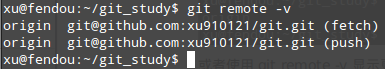 xu@fendou:~/git_study$ git remote -v
origin  git@github.com:xu910121/git.git (fetch)
origin  git@github.com:xu910121/git.git (push)
xu@fendou:~/git_study$